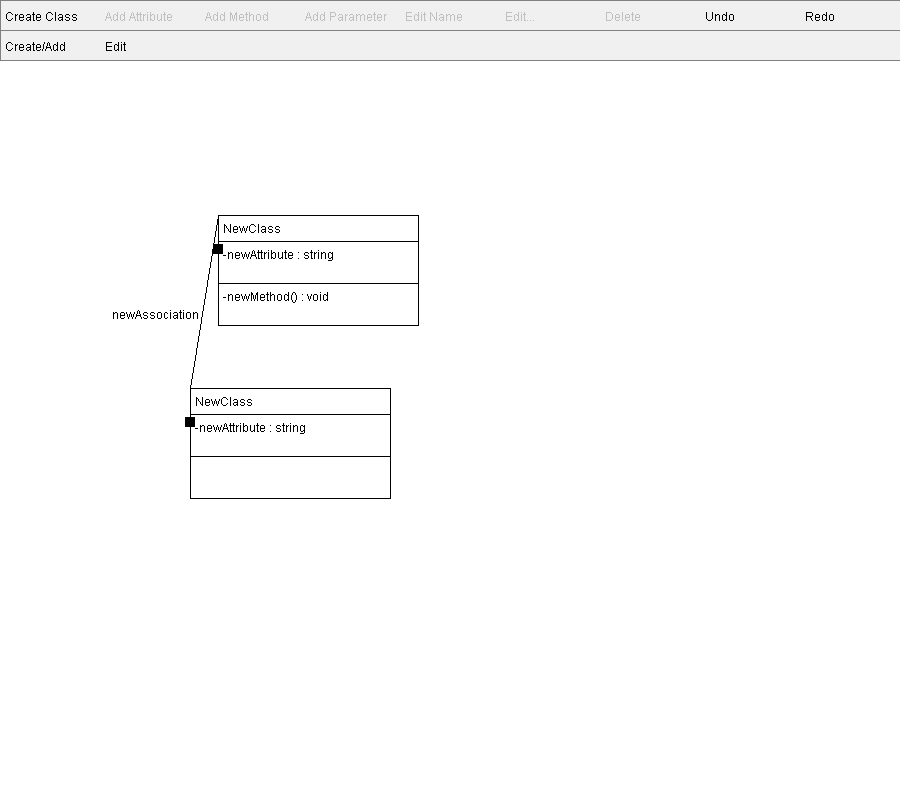 Create Class Add Attribute Add Method Add Parameter Edit Name Edit... Delete Undo Redo
Create/Add Edit
NewClass
-newAttribute : string
-newMethod() : void
newAssociation
NewClass
-newAttribute : string